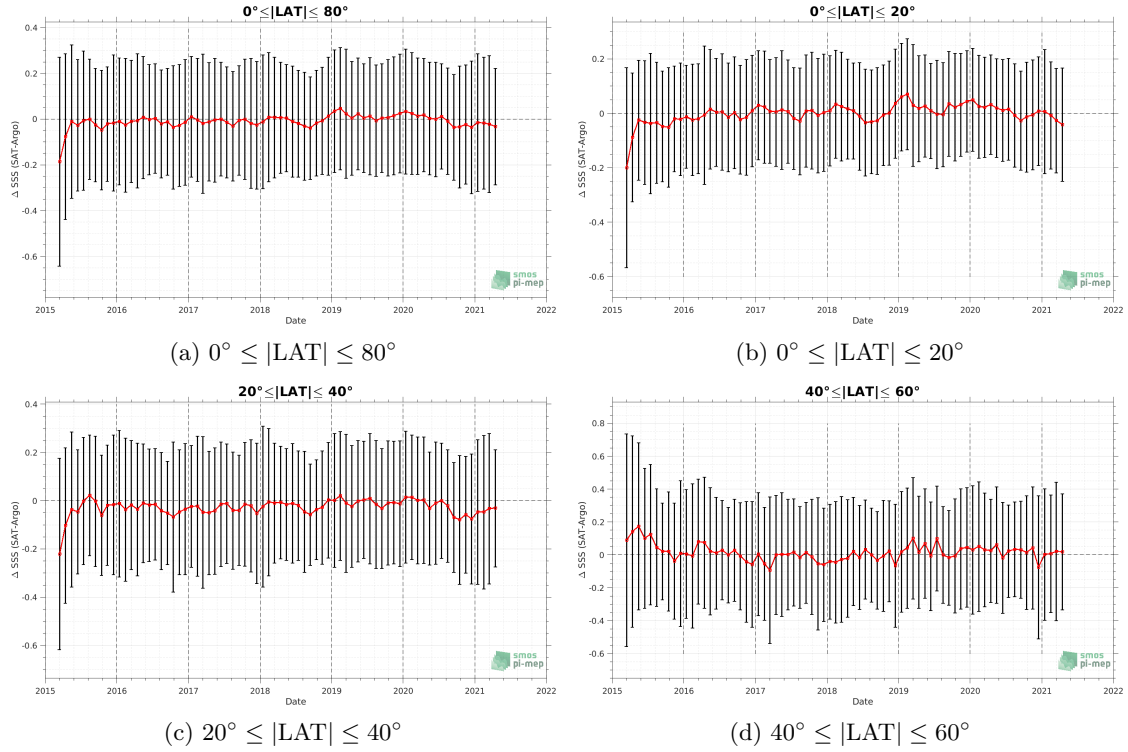 0°≤|LAT|≤ 80°
0.4
0.2
0
-0.2
-0.4
-0.6
Δ SSS (SAT-Argo)
2015 2016 2017 2018 2019 2020 2021 2022
Date
smos
pi-mep
(a) 0° ≤ |LAT| ≤ 80°
0°≤|LAT|≤ 20°
0.2
0
-0.2
-0.4
-0.6
Δ SSS (SAT-Argo)
2015 2016 2017 2018 2019 2020 2021 2022
Date
smos
pi-mep
(b) 0° ≤ |LAT| ≤ 20°
20°≤|LAT|≤ 40°
0.4
0.2
0
-0.2
-0.4
-0.6
Δ SSS (SAT-Argo)
2015 2016 2017 2018 2019 2020 2021 2022
Date
smos
pi-mep
(c) 20° ≤ |LAT| ≤ 40°
40°≤|LAT|≤ 60°
0.8
0.6
0.4
0.2
0
-0.2
-0.4
-0.6
Δ SSS (SAT-Argo)
2015 2016 2017 2018 2019 2020 2021 2022
Date
smos
pi-mep
(d) 40° ≤ |LAT| ≤ 60°